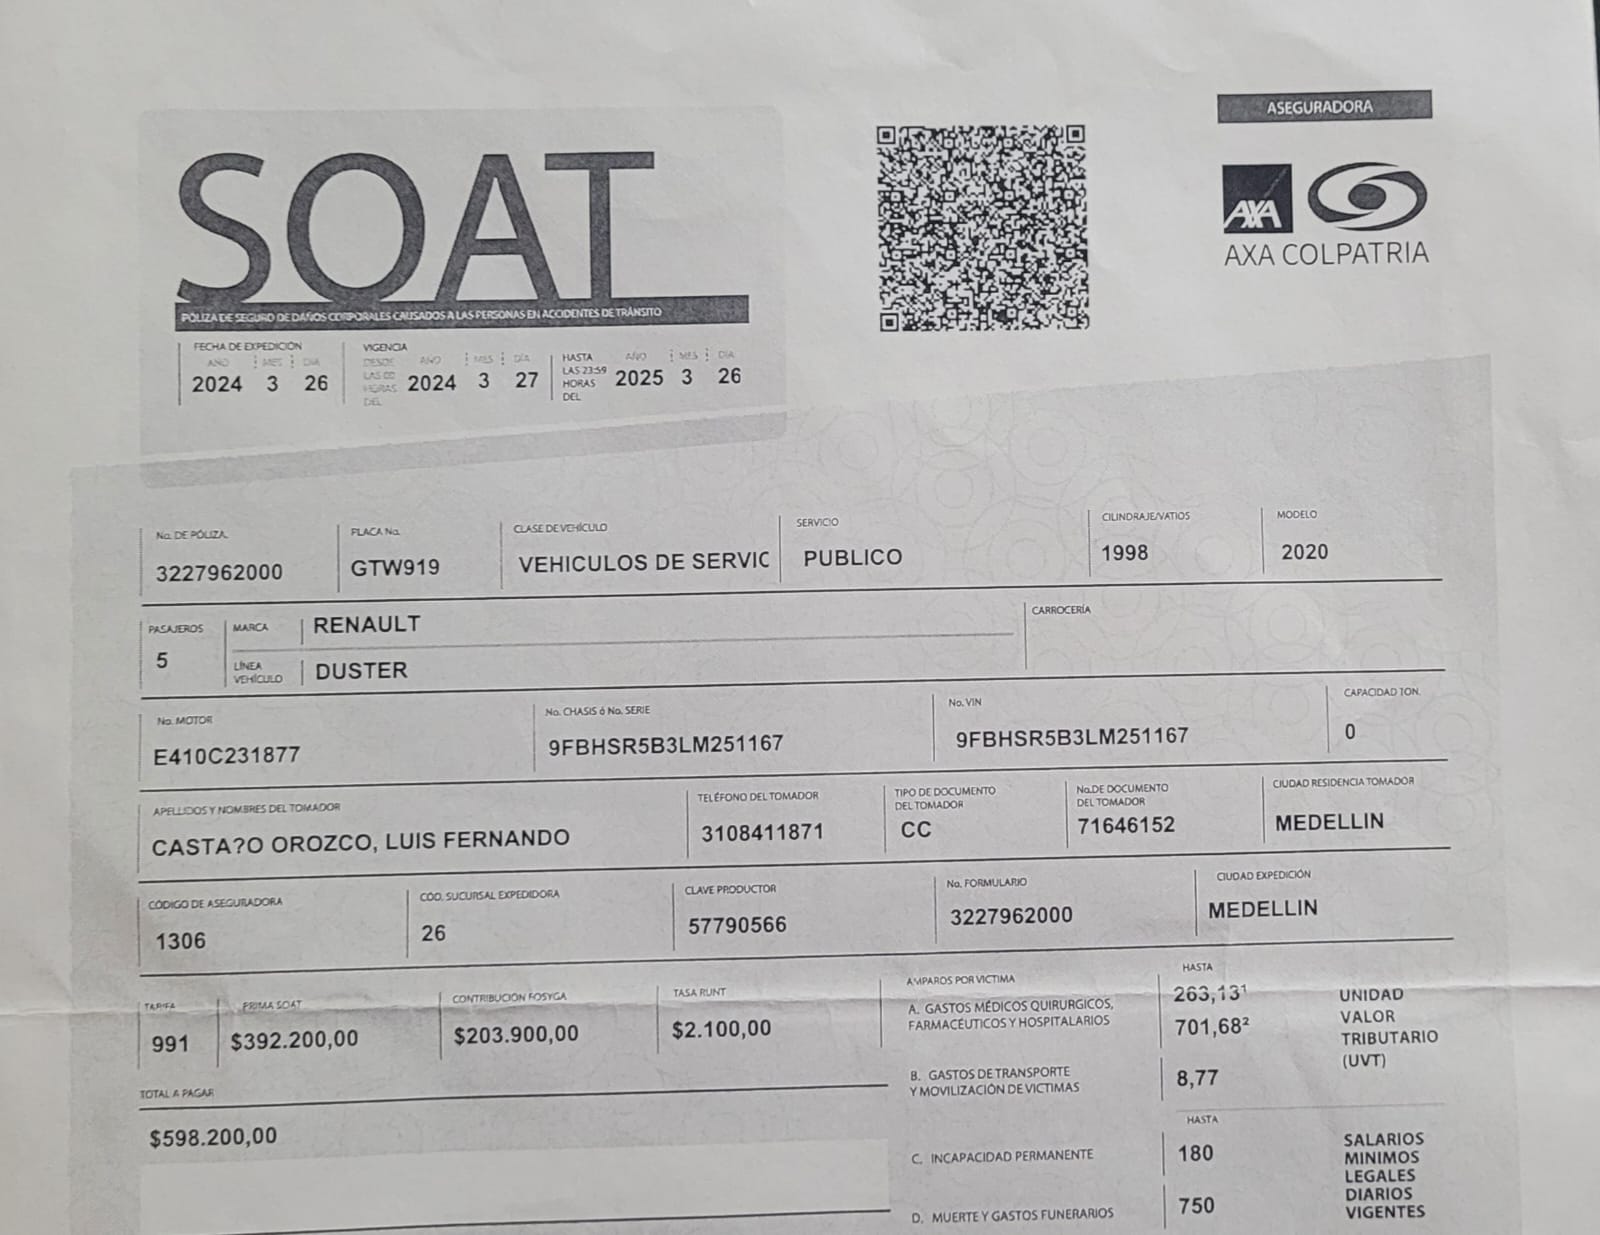 ASEGURADORA
SOAT
AXA
AXA COLPATRIA
PÓLIZA DE SEGURO DE DAÑOS CORPORALES CAUSADOS A LAS PERSONAS EN ACCIDENTES DE TRÁNSITO
FECHA DE EXPEDICIÓN
AÑO MES DIA
2024 3 26
VIGENCIA
DESDE LAS 00 HORAS DEL
AÑO MES DÍA
2024 3 27
HASTA LAS 23:59 HORAS DEL
AÑO MES DIA
2025 3 26
No. DE PÓLIZA
3227962000
PLACA No.
GTW919
CLASE DE VEHÍCULO
VEHICULOS DE SERVIC
SERVICIO
PUBLICO
CILINDRAJE/VATIOS
1998
MODELO
2020
PASAJEROS
5
MARCA
RENAULT
LÍNEA VEHÍCULO
DUSTER
CARROCERÍA
No. MOTOR
E410C231877
No. CHASIS ó No. SERIE
9FBHSR5B3LM251167
No. VIN
9FBHSR5B3LM251167
CAPACIDAD TON.
0
APELLIDOS Y NOMBRES DEL TOMADOR
CASTA?O OROZCO, LUIS FERNANDO
TELÉFONO DEL TOMADOR
3108411871
TIPO DE DOCUMENTO DEL TOMADOR
CC
No.DE DOCUMENTO DEL TOMADOR
71646152
CIUDAD RESIDENCIA TOMADOR
MEDELLIN
CÓDIGO DE ASEGURADORA
1306
COD. SUCURSAL EXPEDIDORA
26
CLAVE PRODUCTOR
57790566
No. FORMULARIO
3227962000
CIUDAD EXPEDICIÓN
MEDELLIN
TARIFA
991
PRIMA SOAT
$392.200,00
CONTRIBUCIÓN FOSYGA
$203.900,00
TASA RUNT
$2.100,00
TOTAL A PAGAR
$598.200,00
AMPAROS POR VICTIMA
HASTA
A. GASTOS MÉDICOS QUIRURGICOS,
FARMACÉUTICOS Y HOSPITALARIOS
263,13¹
701,68²
B. GASTOS DE TRANSPORTE
Y MOVILIZACIÓN DE VICTIMAS
8,77
UNIDAD
VALOR
TRIBUTARIO
(UVT)
HASTA
C. INCAPACIDAD PERMANENTE
180
D. MUERTE Y GASTOS FUNERARIOS
750
SALARIOS
MINIMOS
LEGALES
DIARIOS
VIGENTES